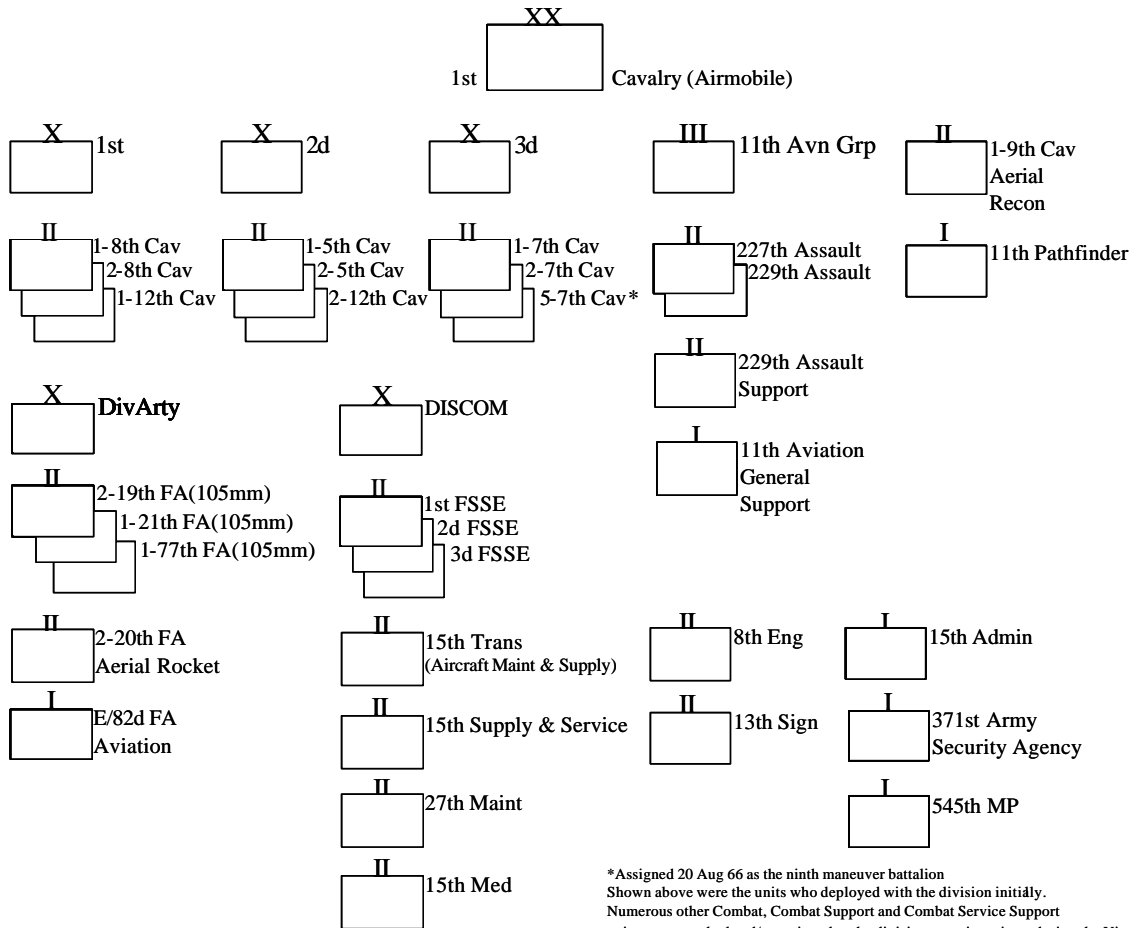 XX
1st Cavalry (Airmobile)
X 1st
X 2d
X 3d
III 11th Avn Grp
II 1-9th Cav
Aerial
Recon
II 1-8th Cav
2-8th Cav
1-12th Cav
II 1-5th Cav
2-5th Cav
2-12th Cav
II 1-7th Cav
2-7th Cav
5-7th Cav*
II 227th Assault
229th Assault
I 11th Pathfinder
II 229th Assault
Support
I 11th Aviation
General
Support
X DivArty
II 2-19th FA(105mm)
1-21th FA(105mm)
1-77th FA(105mm)
II 2-20th FA
Aerial Rocket
I E/82d FA
Aviation
X DISCOM
II 1st FSSE
2d FSSE
3d FSSE
II 15th Trans
(Aircraft Maint & Supply)
II 15th Supply & Service
II 27th Maint
II 15th Med
II 8th Eng
II 13th Sign
I 15th Admin
I 371st Army
Security Agency
I 545th MP
*Assigned 20 Aug 66 as the ninth maneuver battalion
Shown above were the units who deployed with the division initially.
Numerous other Combat, Combat Support and Combat Service Support